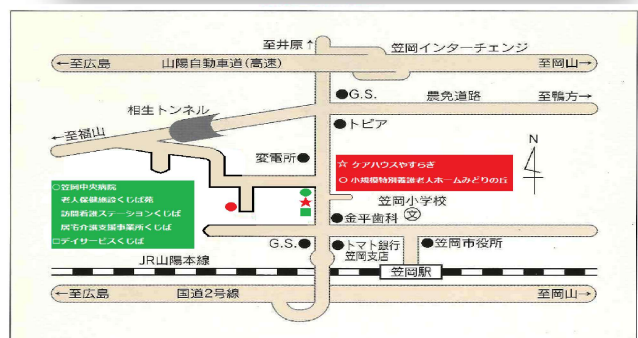 至井原↑
笠岡インターチェンジ
←至広島
山陽自動車道(高速)
至岡山→
G.S.
農免道路
至鴨方→
相生トンネル
←至福山
トピア
N
変電所
☆ ケアハウスやすらぎ
○ 小規模特別養護老人ホームみどりの丘
○笠岡中央病院
老人保健施設くじば苑
訪問看護ステーションくじば
居宅介護支援事業所くじば
□デイサービスくじば
笠岡小学校
文
金平歯科
G.S.
トマト銀行
笠岡支店
笠岡市役所
JR山陽本線
笠岡駅
←至広島
国道2号線
至岡山→